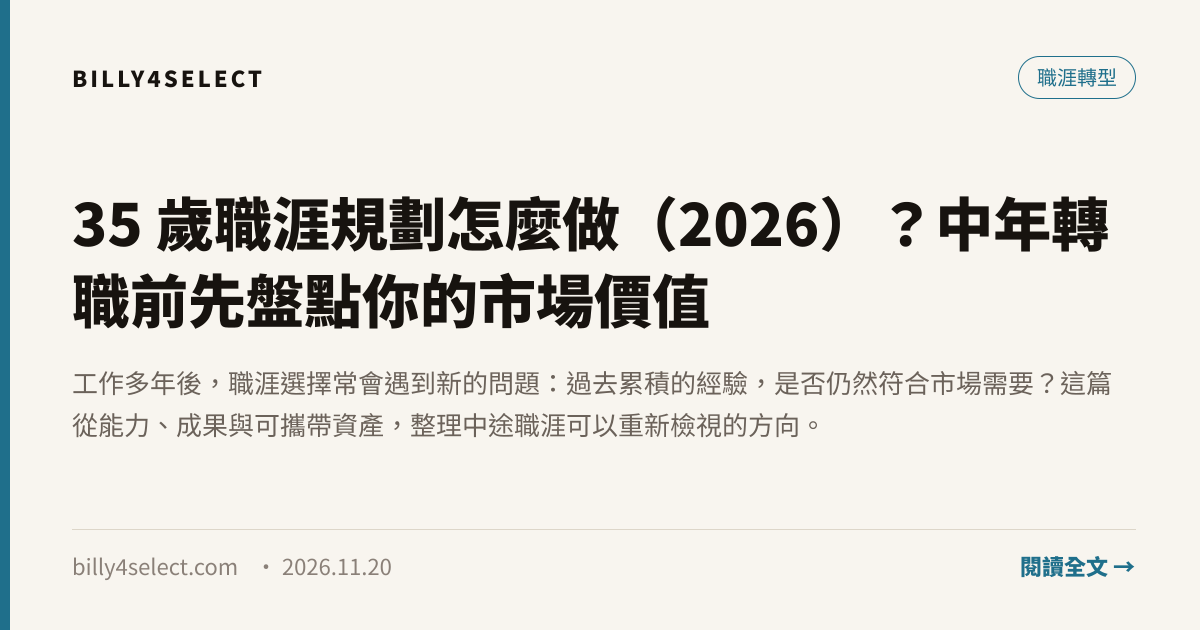 BILLY4SELECT
職涯轉型
35 歲職涯規劃怎麼做（2026）？中年轉
職前先盤點你的市場價值
工作多年後，職涯選擇常會遇到新的問題：過去累積的經驗，是否仍然符合市場需要？這篇
從能力、成果與可攜帶資產，整理中途職涯可以重新檢視的方向。
billy4select.com ・ 2026.11.20
閱讀全文 →